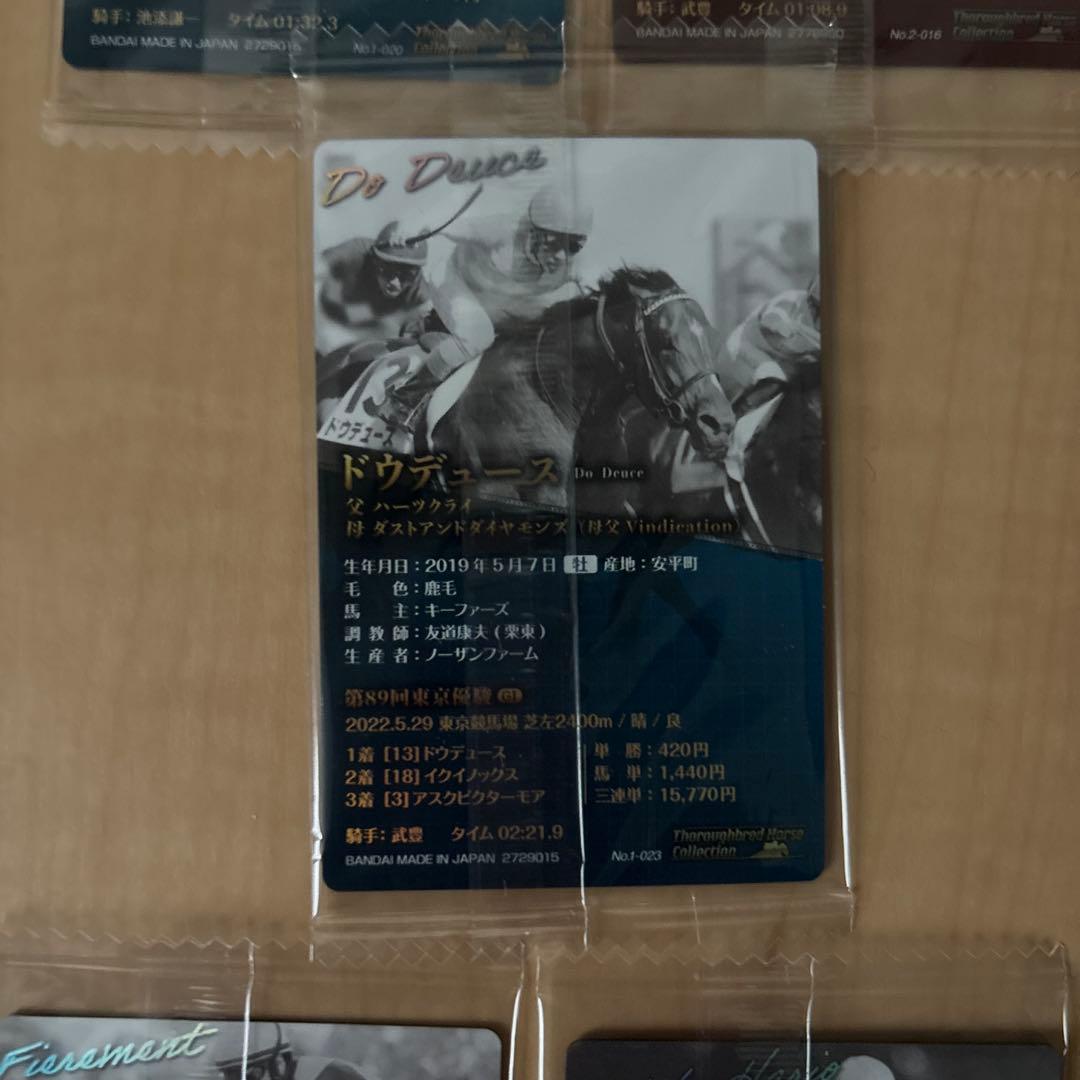 騎手：池添謙一　タイム 01:32.3
BANDAI MADE IN JAPAN 2729015 No.1-020
Thoroughbred Horse
Collection
騎手：武豊　タイム 01:08.9
BANDAI MADE IN JAPAN No.2-016
Thoroughbred Horse
Collection
Do Deuce
13
ドウデュース
ドウデュース Do Deuce
父 ハーツクライ
母 ダストアンドダイヤモンズ（母父 Vindication）
生年月日：2019年5月7日 牡 産地：安平町
毛　色：鹿毛
馬　主：キーファーズ
調教師：友道康夫（栗東）
生産者：ノーザンファーム
第89回東京優駿 G1
2022.5.29 東京競馬場 芝左2400m / 晴 / 良
1着 [13]ドウデュース　単　勝：420円
2着 [18]イクイノックス　馬　単：1,440円
3着 [3]アスクビクターモア　三連単：15,770円
騎手：武豊　タイム 02:21.9
BANDAI MADE IN JAPAN 2729015 No.1-023
Thoroughbred Horse
Collection
Fierement